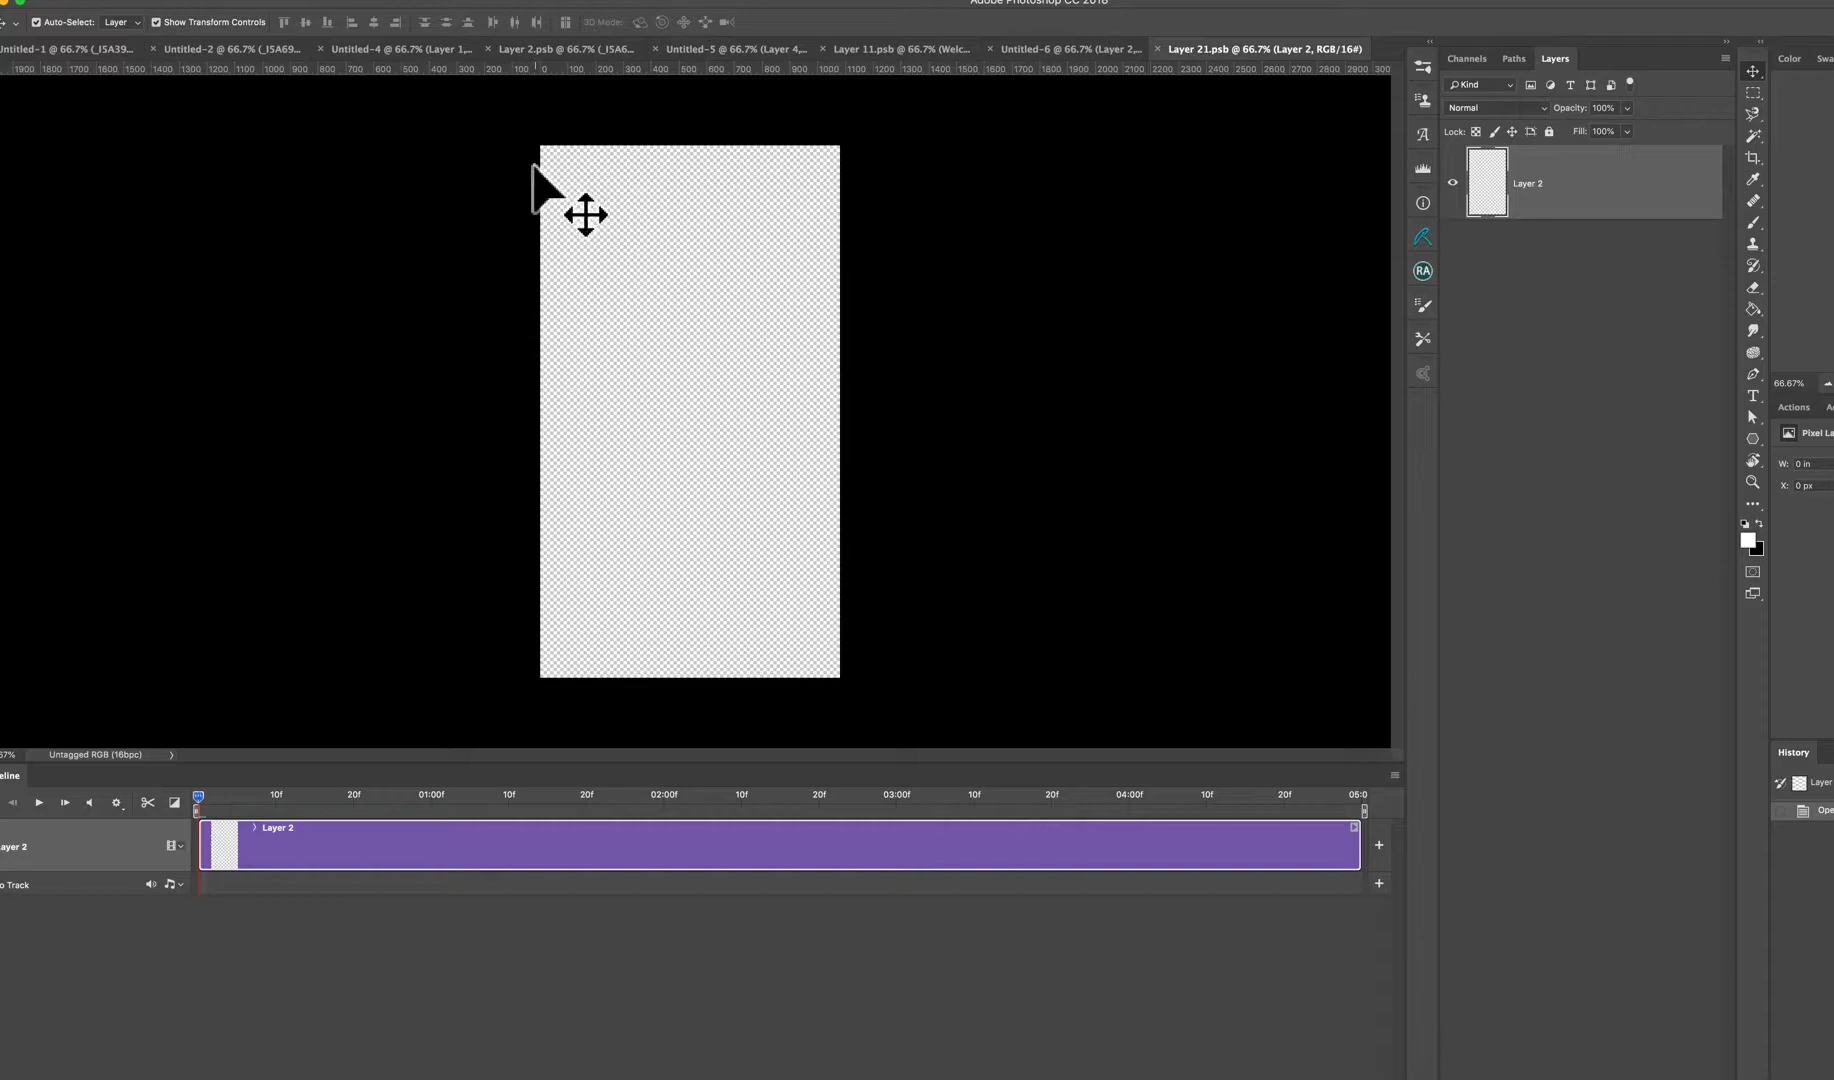 Adobe Photoshop CC 2018
Auto-Select: Layer Show Transform Controls 3D Mode:
Untitled-1 @ 66.7% (_J5A39... × Untitled-2 @ 66.7% (_J5A69... × Untitled-4 @ 66.7% (Layer 1,... × Layer 2.psb @ 66.7% (_J5A6... × Untitled-5 @ 66.7% (Layer 4,... × Layer 11.psb @ 66.7% (Welc... × Untitled-6 @ 66.7% (Layer 2,... × Layer 21.psb @ 66.7% (Layer 2, RGB/16#)
1900 1800 1700 1600 1500 1400 1300 1200 1100 1000 900 800 700 600 500 400 300 200 100 0 100 200 300 400 500 600 700 800 900 1000 1100 1200 1300 1400 1500 1600 1700 1800 1900 2000 2100 2200 2300 2400 2500 2600 2700 2800 2900 300
Channels Paths Layers
Color Swa
Kind
Normal Opacity: 100%
Lock: Fill: 100%
Layer 2
RA
66.67%
Actions A
Pixel La
W: 0 in
X: 0 px
67% Untagged RGB (16bpc)
History
Layer
Ope
eline
10f 20f 01:00f 10f 20f 02:00f 10f 20f 03:00f 10f 20f 04:00f 10f 20f 05:0
Layer 2
ayer 2
o Track